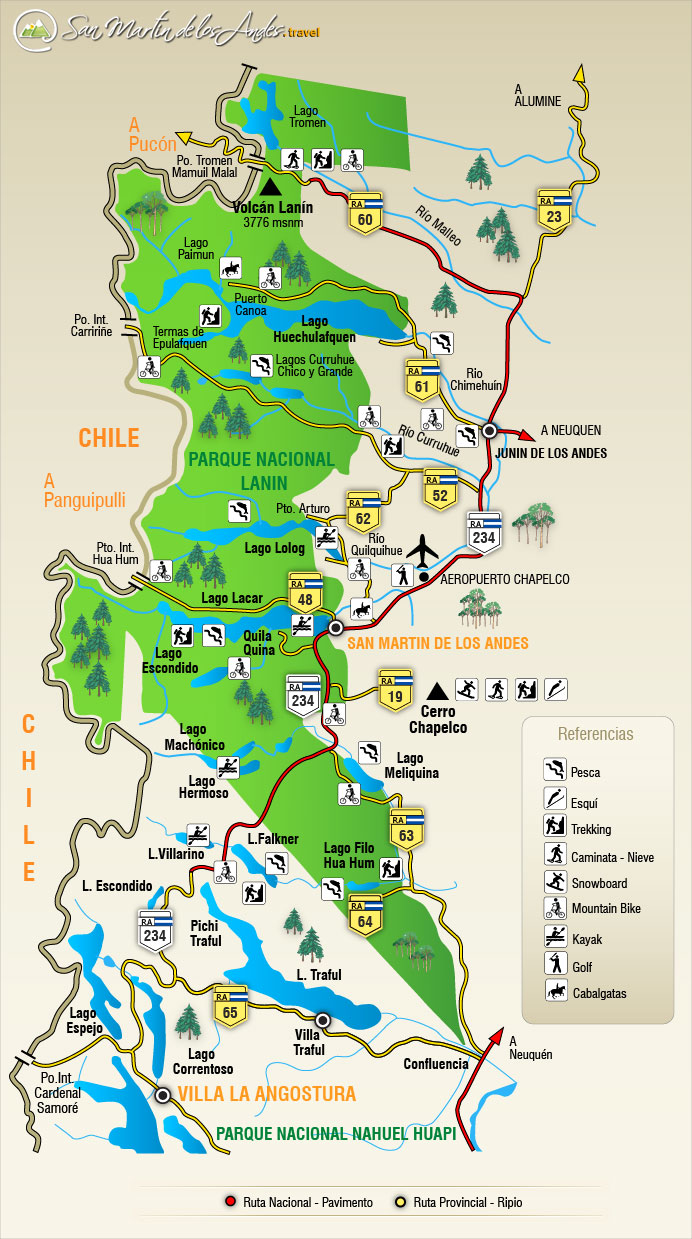 San Martin de los Andes.travel
A
ALUMINE
Lago
Tromen
A
Pucón
Po. Tromen
Mamuil Malal
Volcán Lanín
3776 msnm
RA
60
RA
23
Río Malleo
Lago
Paimun
Puerto
Canoa
Lago
Huechulafquen
Po. Int.
Carririñe
Termas de
Epulafquen
Lagos Curruhue
Chico y Grande
RA
61
Rio
Chimehuín
A NEUQUEN
JUNIN DE LOS ANDES
CHILE
Río Curruhue
PARQUE NACIONAL
LANIN
A
Panguipulli
RA
52
Pto. Arturo
RA
62
RA
234
Río
Quilquihue
Lago Lolog
Pto. Int.
Hua Hum
AEROPUERTO CHAPELCO
RA
48
Lago Lacar
Quila
Quina
SAN MARTIN DE LOS ANDES
Lago
Escondido
RA
234
RA
19
Cerro
Chapelco
CHILE
Lago
Machónico
Lago
Hermoso
Lago
Meliquina
RA
63
L.Villarino
L.Falkner
Lago Filo
Hua Hum
L. Escondido
RA
234
Pichi
Traful
RA
64
L. Traful
RA
65
Lago
Espejo
Villa
Traful
Lago
Correntoso
Confluencia
A
Neuquén
Po.Int.
Cardenal
Samoré
VILLA LA ANGOSTURA
PARQUE NACIONAL NAHUEL HUAPI
Referencias
Pesca
Esquí
Trekking
Caminata - Nieve
Snowboard
Mountain Bike
Kayak
Golf
Cabalgatas
Ruta Nacional - Pavimento
Ruta Provincial - Ripio